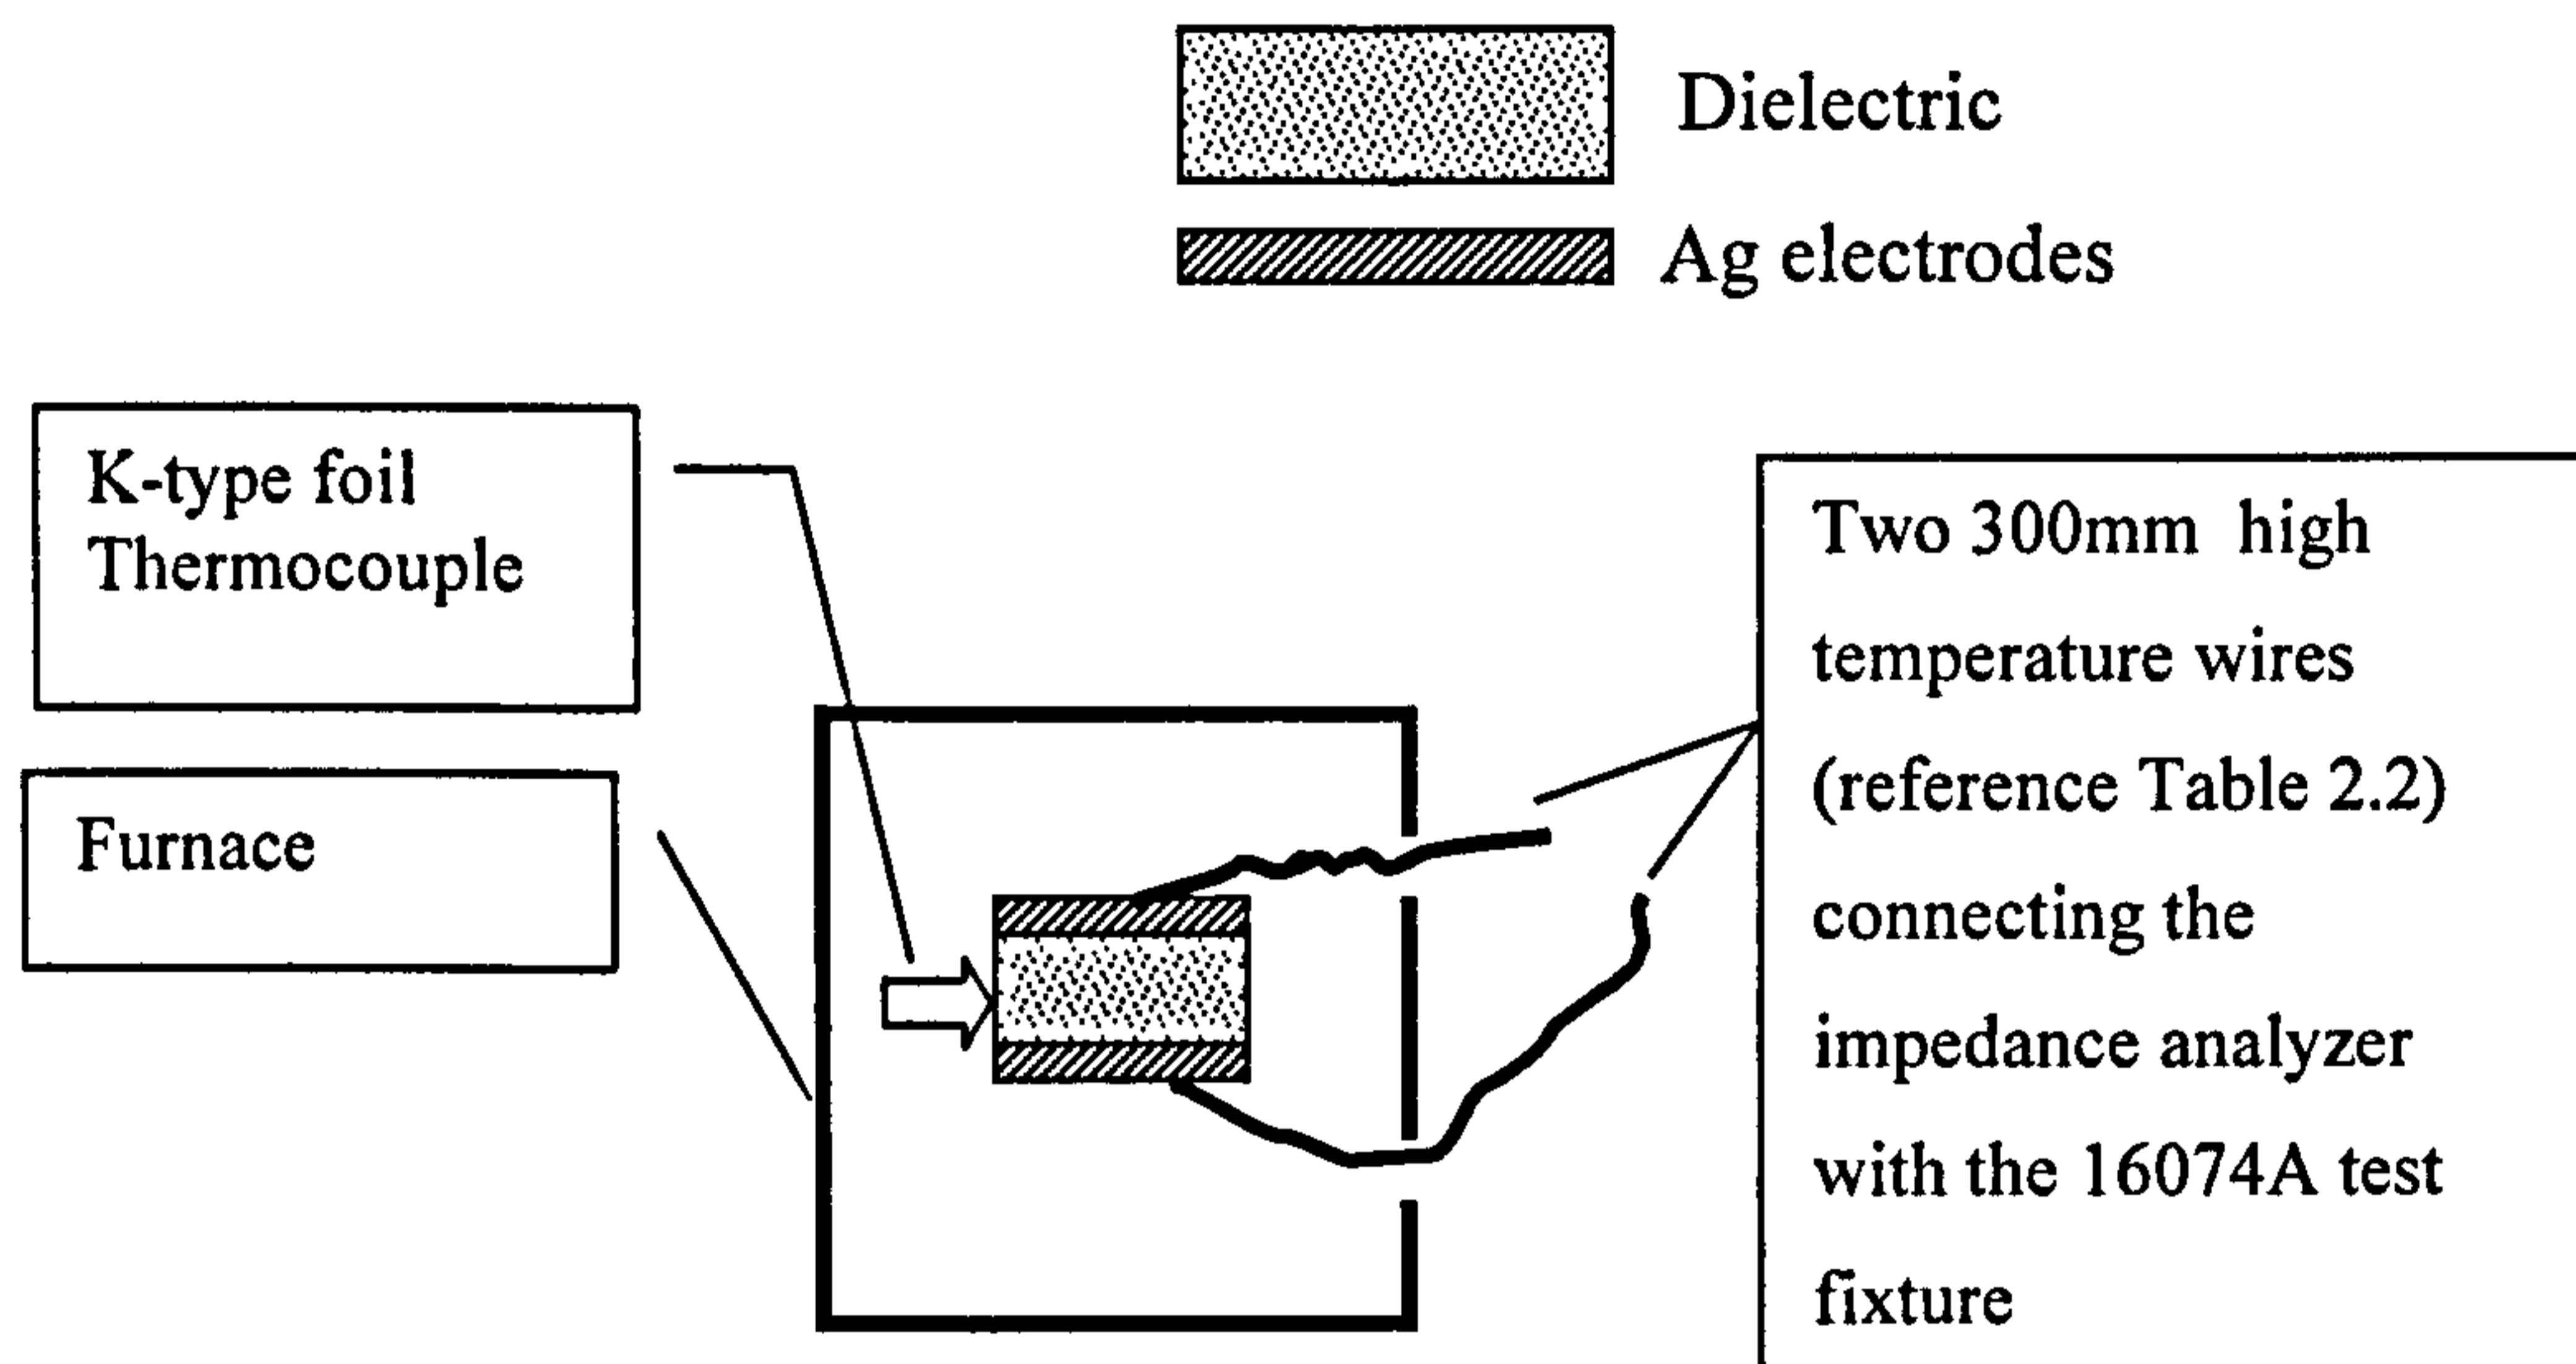 Dielectric
Ag electrodes
K-type foil
Thermocouple
Furnace
Two 300mm high
temperature wires
(reference Table 2.2)
connecting the
impedance analyzer
with the 16074A test
fixture